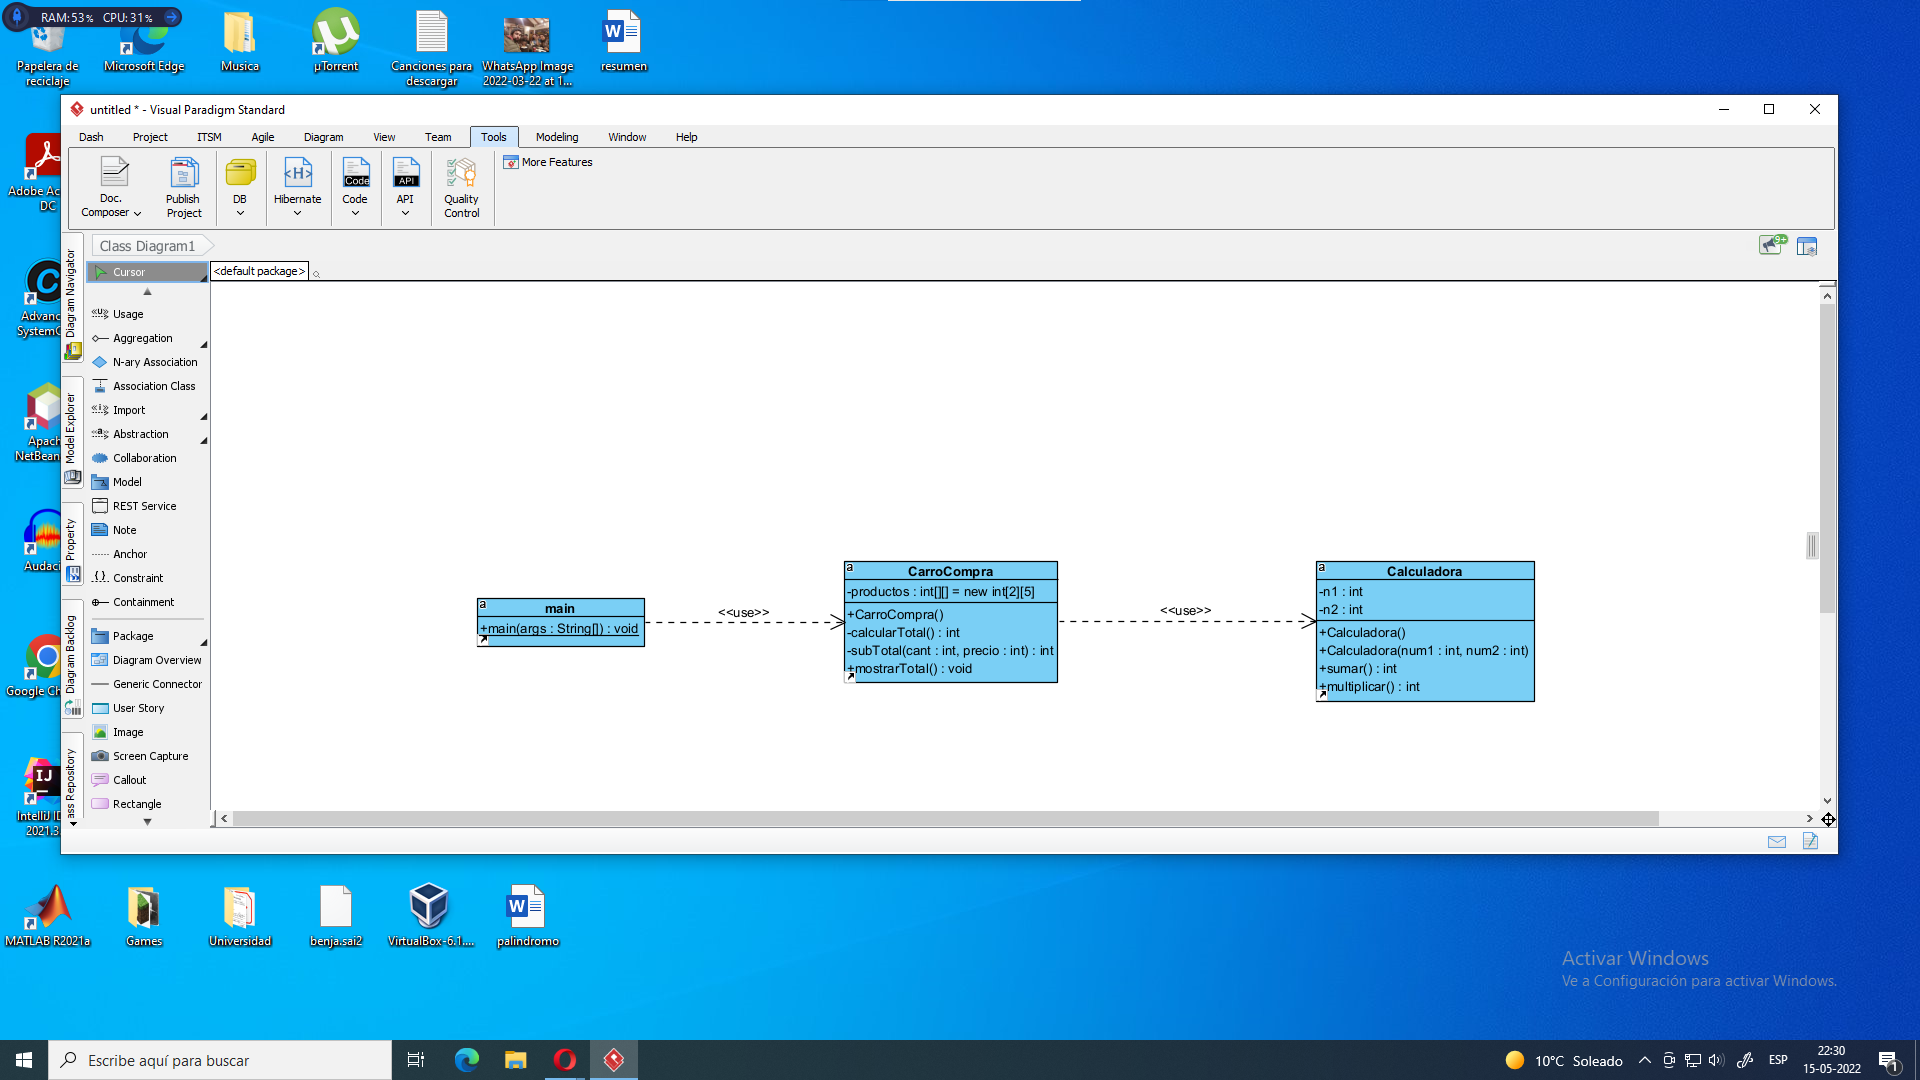 RAM: 53% CPU: 31%
Papelera de reciclaje
Microsoft Edge
Musica
µTorrent
Canciones para descargar
WhatsApp Image 2022-03-22 at 1...
resumen
untitled * - Visual Paradigm Standard
Dash Project ITSM Agile Diagram View Team Tools Modeling Window Help
Doc. Composer
Publish Project
DB
Hibernate
Code
API
Quality Control
More Features
Class Diagram1
<default package>
Diagram Navigator
Model Explorer
Property
Diagram Backlog
ass Repository
Cursor
Usage
Aggregation
N-ary Association
Association Class
Import
Abstraction
Collaboration
Model
REST Service
Note
Anchor
Constraint
Containment
Package
Diagram Overview
Generic Connector
User Story
Image
Screen Capture
Callout
Rectangle
main
+main(args : String[]) : void
<<use>>
CarroCompra
-productos : int[][] = new int[2][5]
+CarroCompra()
-calcularTotal() : int
-subTotal(cant : int, precio : int) : int
+mostrarTotal() : void
<<use>>
Calculadora
-n1 : int
-n2 : int
+Calculadora()
+Calculadora(num1 : int, num2 : int)
+sumar() : int
+multiplicar() : int
Adobe Ac
DC
Advanc
SystemC
Apach
NetBean
Audaci
Google Ch
IntelliJ ID
2021.3
MATLAB R2021a
Games
Universidad
benja.sai2
VirtualBox-6.1....
palindromo
Activar Windows
Ve a Configuración para activar Windows.
Escribe aquí para buscar
10°C Soleado
ESP
22:30
15-05-2022
1